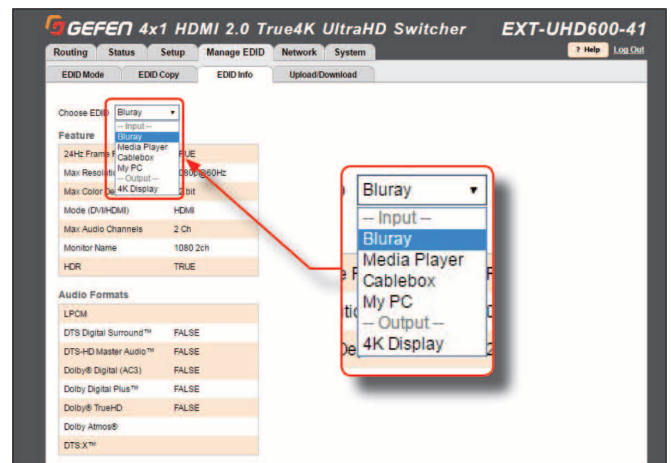 GEFEN 4x1 HDMI 2.0 True4K UltraHD Switcher EXT-UHD600-41
Routing Status Setup Manage EDID Network System ? Help Log Out
EDID Mode EDID Copy EDID Info Upload/Download
Choose EDID Bluray
-- Input --
Bluray
Media Player
Cablebox
My PC
-- Output --
4K Display
Feature
24Hz Frame
Max Resoluti 080p@60Hz
Max Color De bit
Mode (DVI/HDMI) HDMI
Max Audio Channels 2 Ch
Monitor Name 1080 2ch
HDR TRUE
Audio Formats
LPCM
DTS Digital Surround™ FALSE
DTS-HD Master Audio™ FALSE
Dolby® Digital (AC3) FALSE
Dolby Digital Plus™ FALSE
Dolby® TrueHD FALSE
Dolby Atmos®
DTS:X™
Bluray
-- Input --
Bluray
Media Player
Cablebox
My PC
-- Output --
4K Display